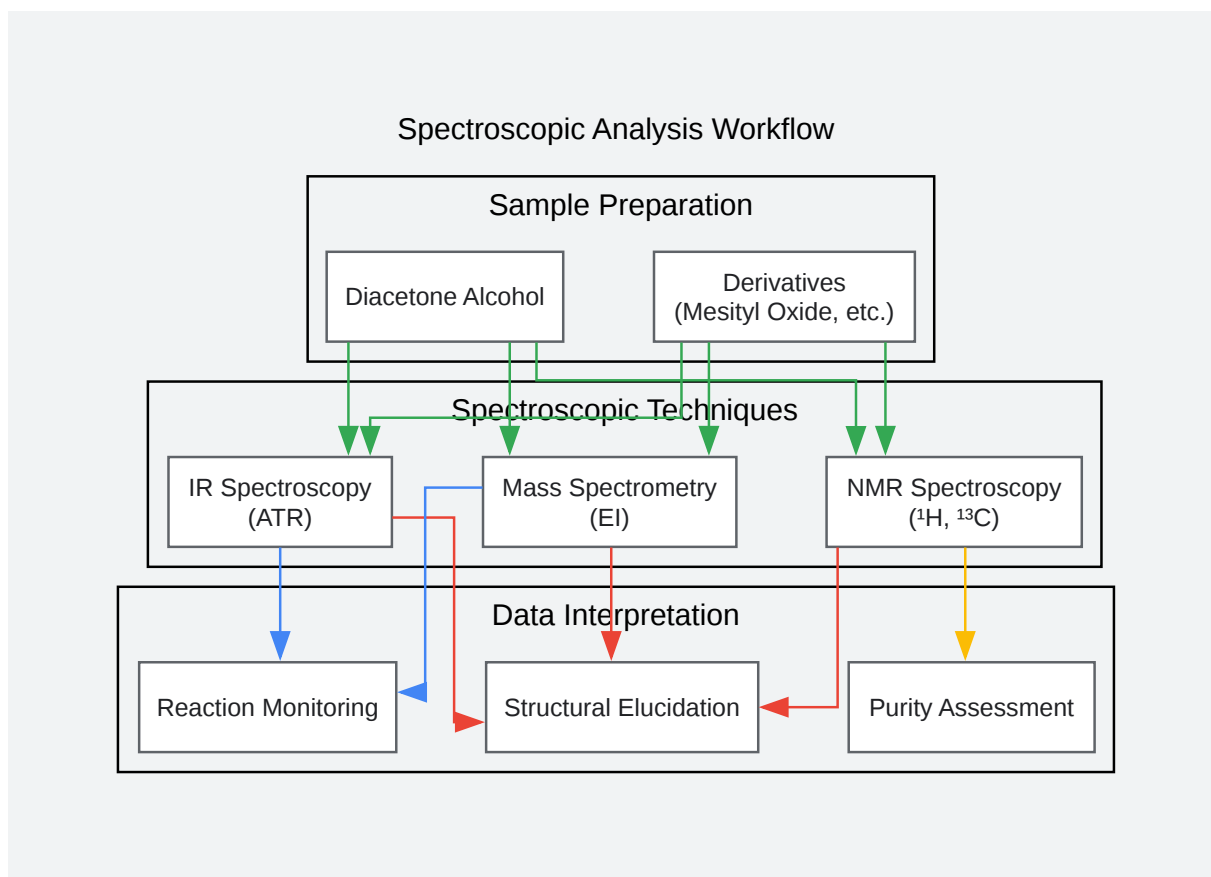 Spectroscopic Analysis Workflow
Sample Preparation
Diacetone Alcohol
Derivatives
(Mesityl Oxide, etc.)
Spectroscopic Techniques
IR Spectroscopy
(ATR)
Mass Spectrometry
(EI)
NMR Spectroscopy
(¹H, ¹³C)
Data Interpretation
Reaction Monitoring
Structural Elucidation
Purity Assessment